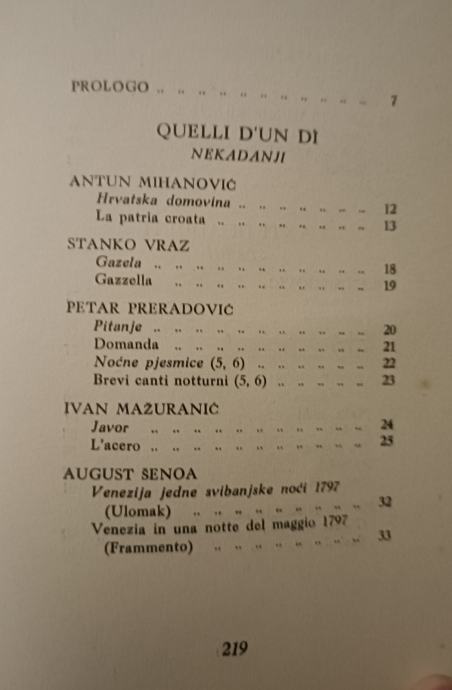 PROLOGO .. .. .. .. .. .. .. .. .. .. 7
QUELLI D'UN DÌ
NEKADANJI
ANTUN MIHANOVIĆ
Hrvatska domovina .. .. .. .. .. .. .. 12
La patria croata .. .. .. .. .. .. .. .. 13
STANKO VRAZ
Gazela .. .. .. .. .. .. .. .. .. .. .. 18
Gazzella .. .. .. .. .. .. .. .. .. .. 19
PETAR PRERADOVIĆ
Pitanje .. .. .. .. .. .. .. .. .. .. .. 20
Domanda .. .. .. .. .. .. .. .. .. .. 21
Noćne pjesmice (5, 6) .. .. .. .. .. .. 22
Brevi canti notturni (5, 6) .. .. .. .. .. 23
IVAN MAŽURANIĆ
Javor .. .. .. .. .. .. .. .. .. .. .. 24
L'acero .. .. .. .. .. .. .. .. .. .. .. 25
AUGUST ŠENOA
Venezija jedne svibanjske noći 1797
(Ulomak) .. .. .. .. .. .. .. .. .. 32
Venezia in una notte del maggio 1797
(Frammento) .. .. .. .. .. .. .. .. 33
219